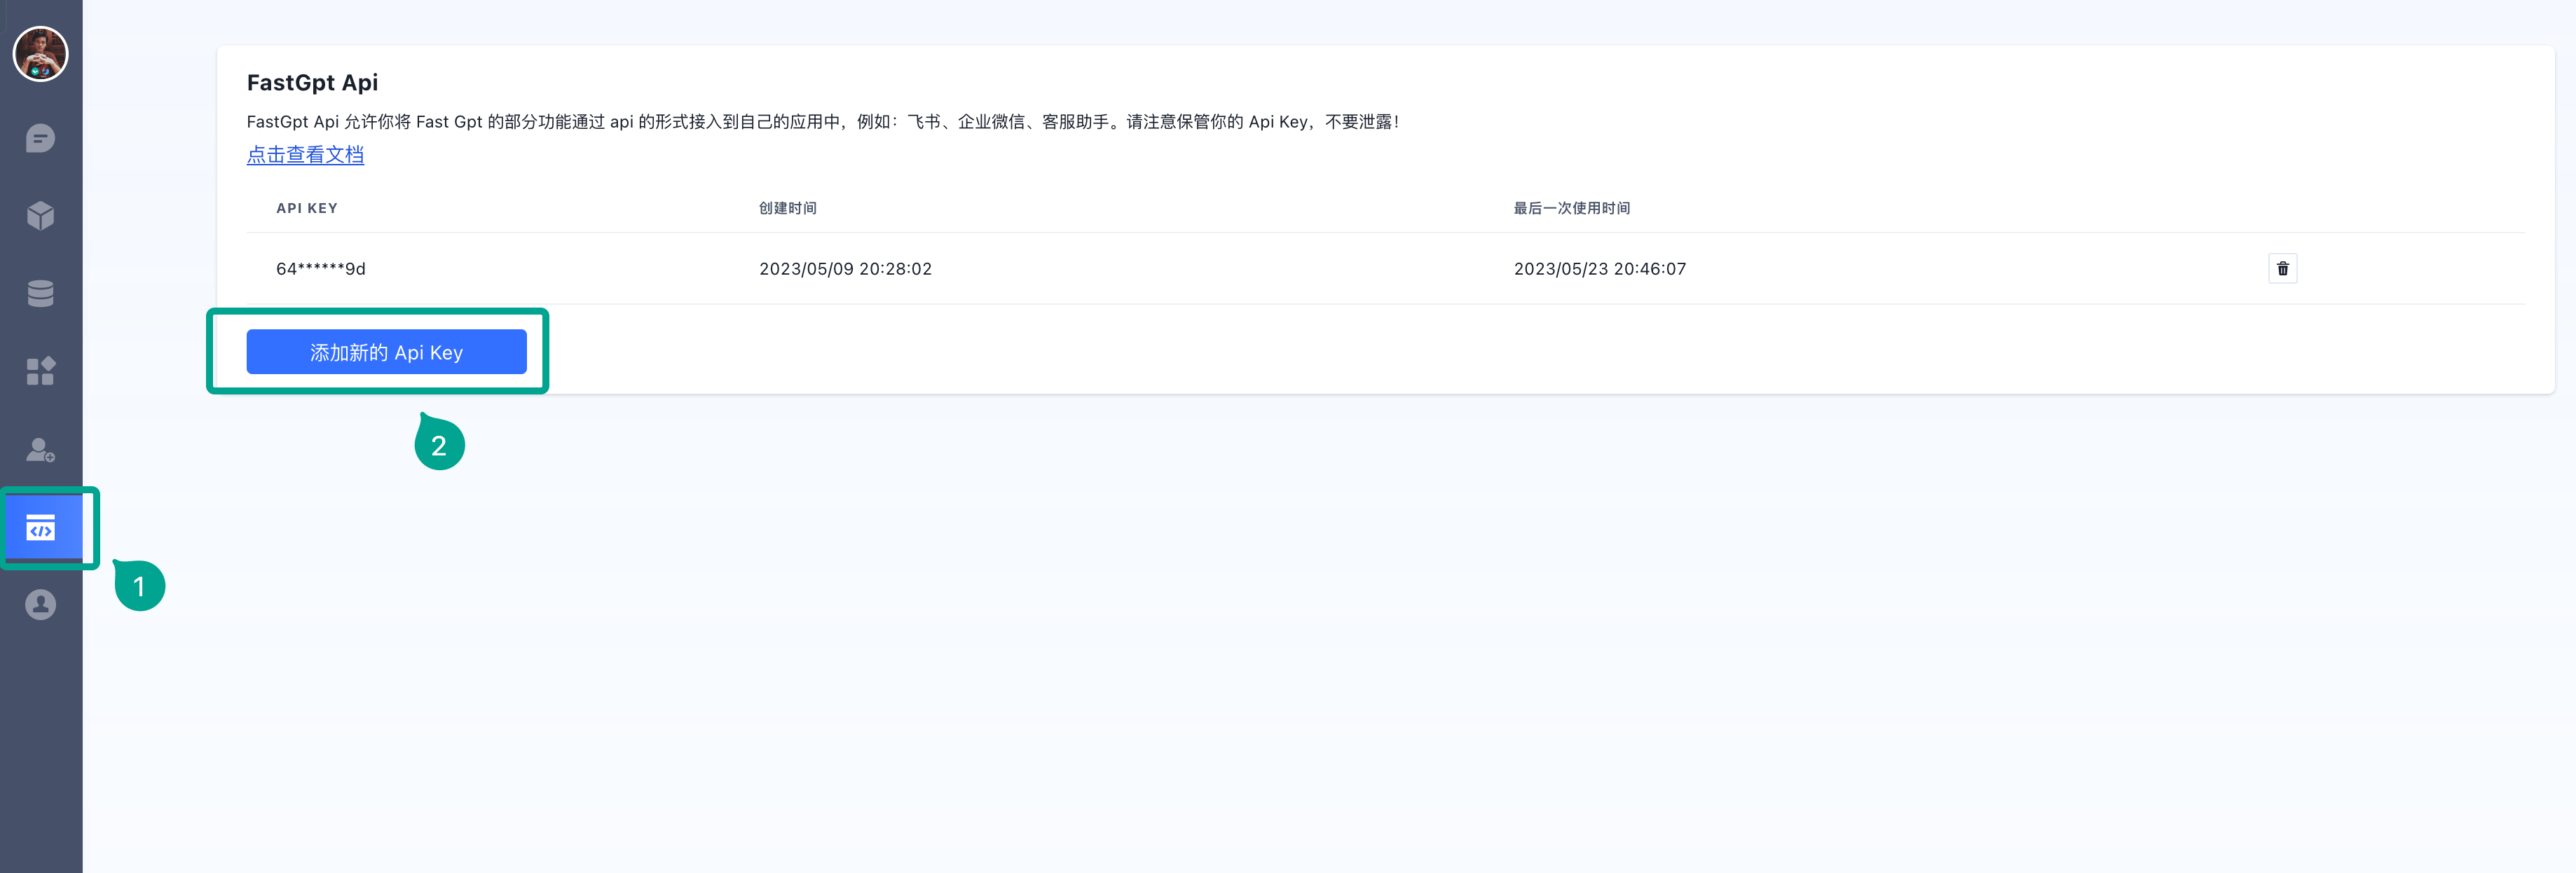 FastGpt Api
FastGpt Api 允许你将 Fast Gpt 的部分功能通过 api 的形式接入到自己的应用中，例如：飞书、企业微信、客服助手。请注意保管你的 Api Key，不要泄露！
点击查看文档
API KEY 创建时间 最后一次使用时间
64******9d 2023/05/09 20:28:02 2023/05/23 20:46:07
添加新的 Api Key
2
1